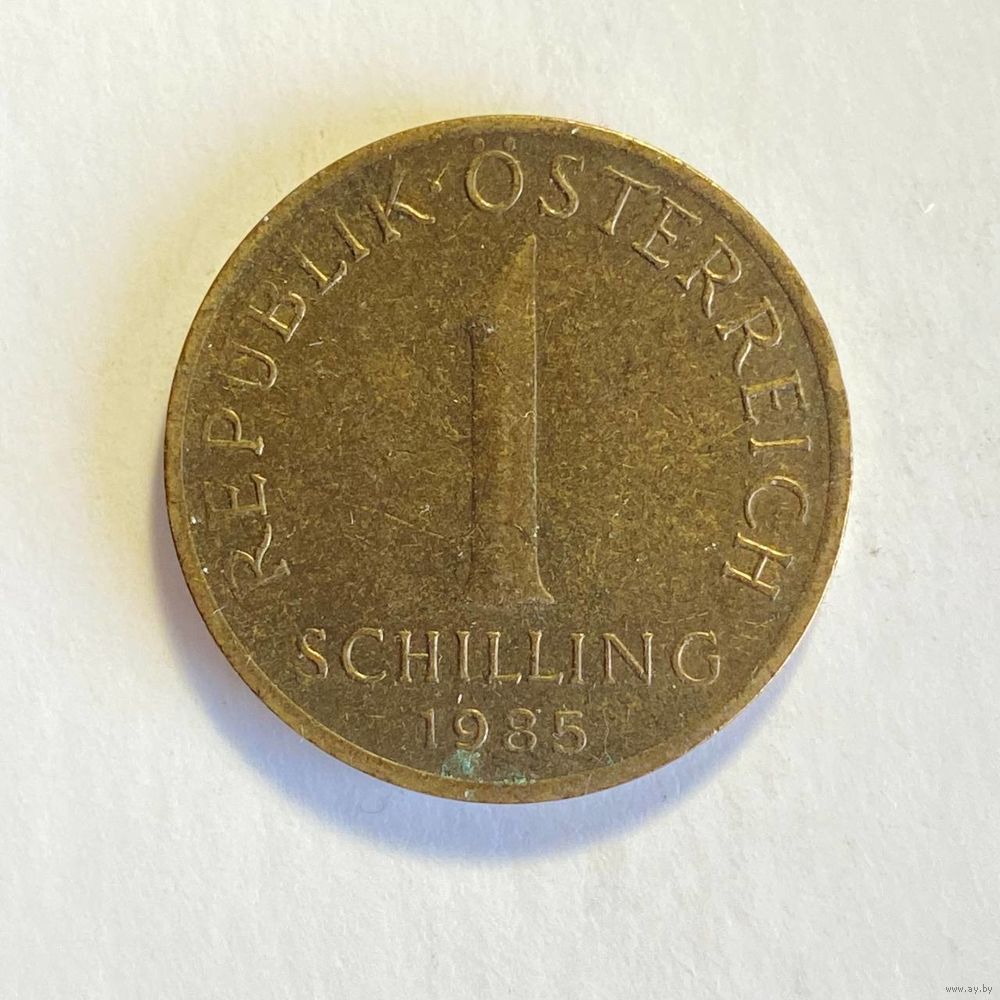 REPUBLIK·ÖSTERREICH
1
SCHILLING
1985
www.ay.by